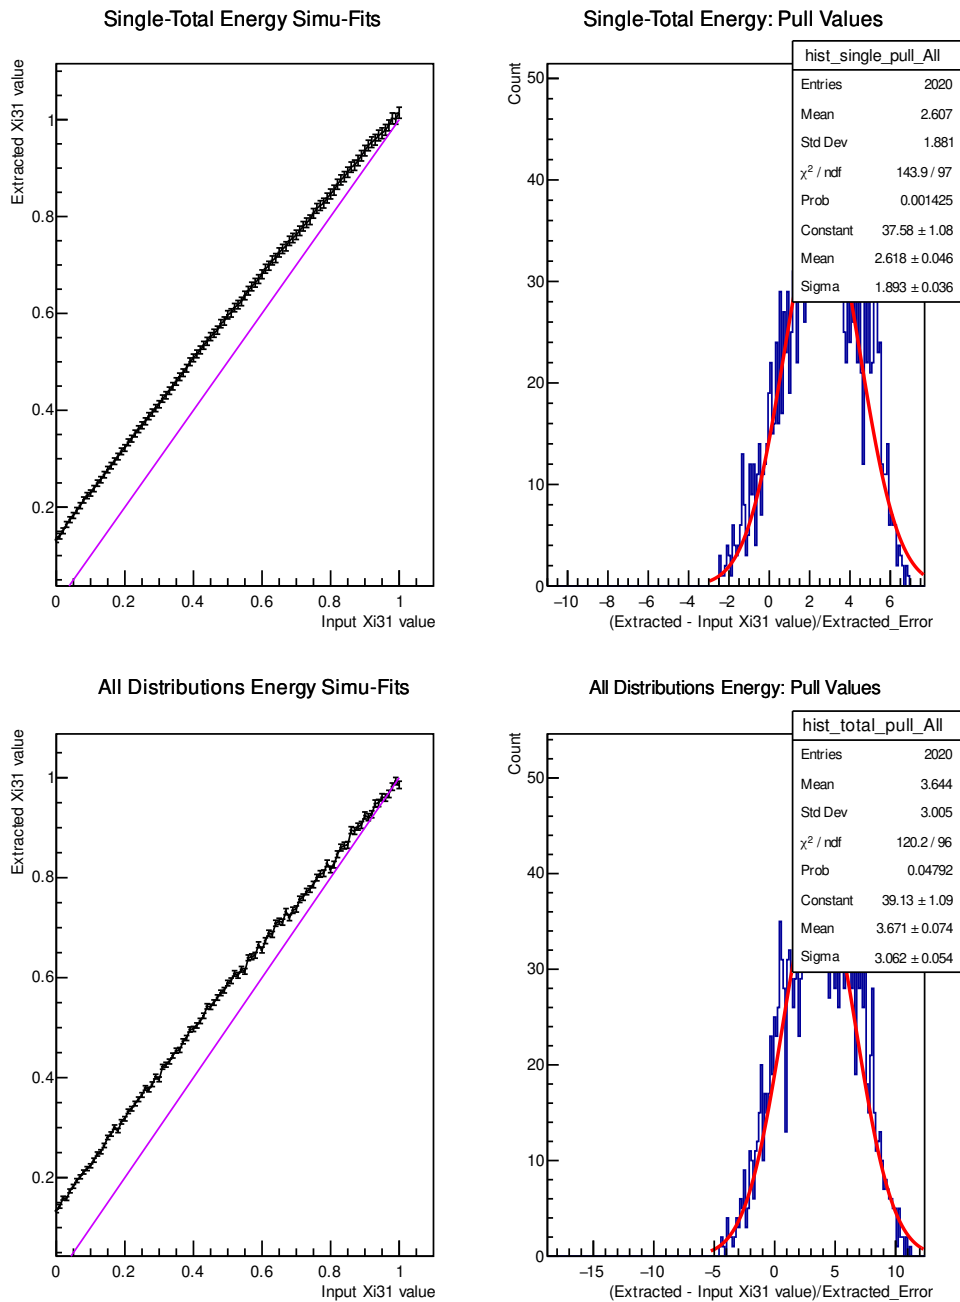 Single-Total Energy Simu-Fits
Extracted Xi31 value
1
0.8
0.6
0.4
0.2
0 0.2 0.4 0.6 0.8 1
Input Xi31 value
Single-Total Energy: Pull Values
Count
50
40
30
20
10
0
−10 −8 −6 −4 −2 0 2 4 6
(Extracted - Input Xi31 value)/Extracted_Error
hist_single_pull_All
Entries 2020
Mean 2.607
Std Dev 1.881
χ² / ndf 143.9 / 97
Prob 0.001425
Constant 37.58 ± 1.08
Mean 2.618 ± 0.046
Sigma 1.893 ± 0.036
All Distributions Energy Simu-Fits
Extracted Xi31 value
1
0.8
0.6
0.4
0.2
0 0.2 0.4 0.6 0.8 1
Input Xi31 value
All Distributions Energy: Pull Values
Count
50
40
30
20
10
0
−15 −10 −5 0 5 10
(Extracted - Input Xi31 value)/Extracted_Error
hist_total_pull_All
Entries 2020
Mean 3.644
Std Dev 3.005
χ² / ndf 120.2 / 96
Prob 0.04792
Constant 39.13 ± 1.09
Mean 3.671 ± 0.074
Sigma 3.062 ± 0.054